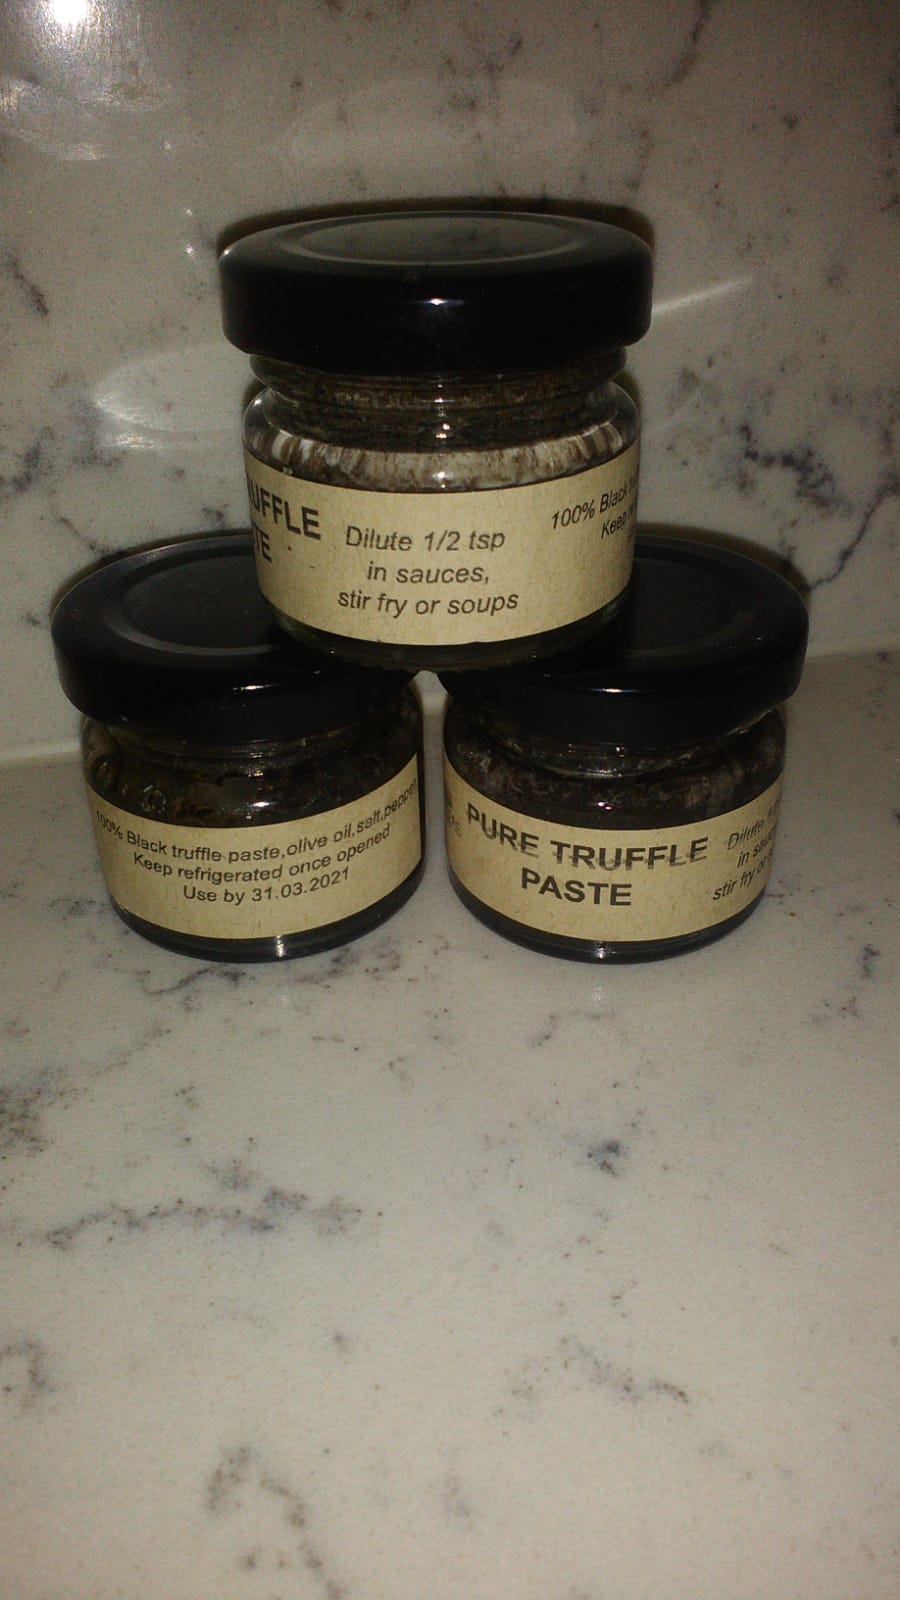 UFFLE
TE
Dilute 1/2 tsp
in sauces,
stir fry or soups
100% Black
Keep
100% Black truffle paste,olive oil,salt,pepper
Keep refrigerated once opened
Use by 31.03.2021
PURE TRUFFLE
PASTE
Dilute
in sauc
stir fry or